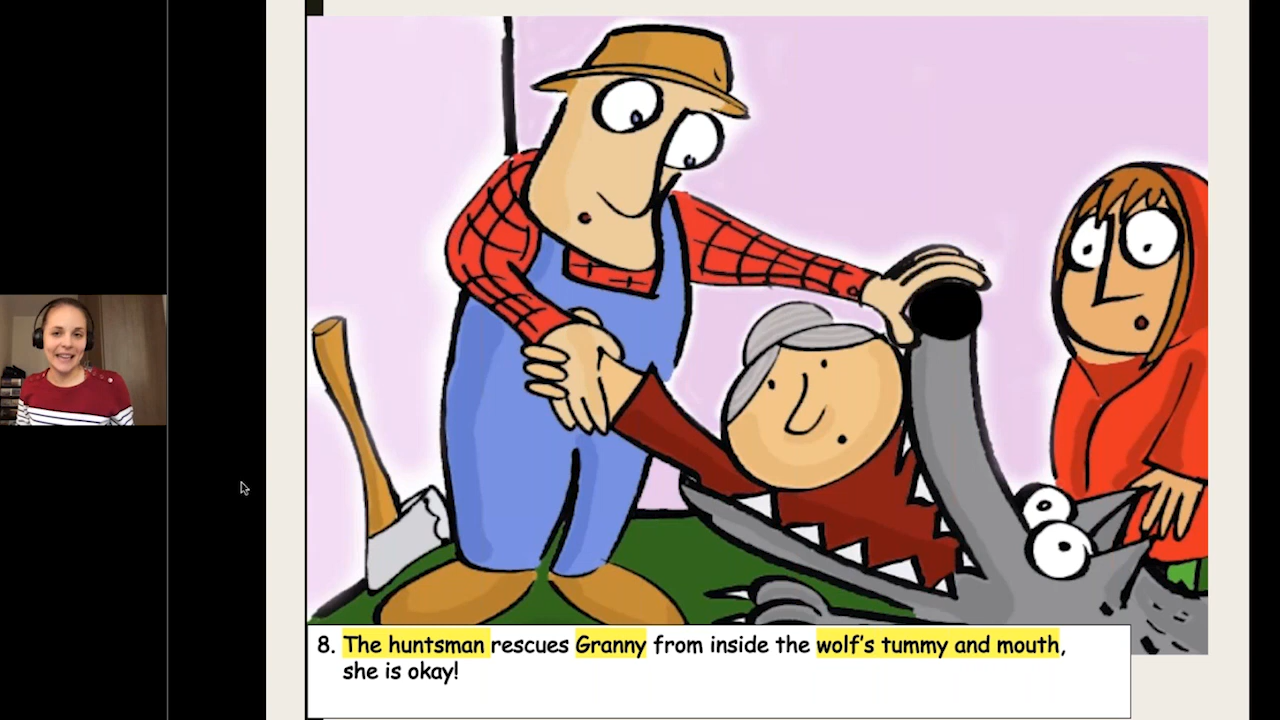 8. The huntsman rescues Granny from inside the wolf's tummy and mouth,
she is okay!